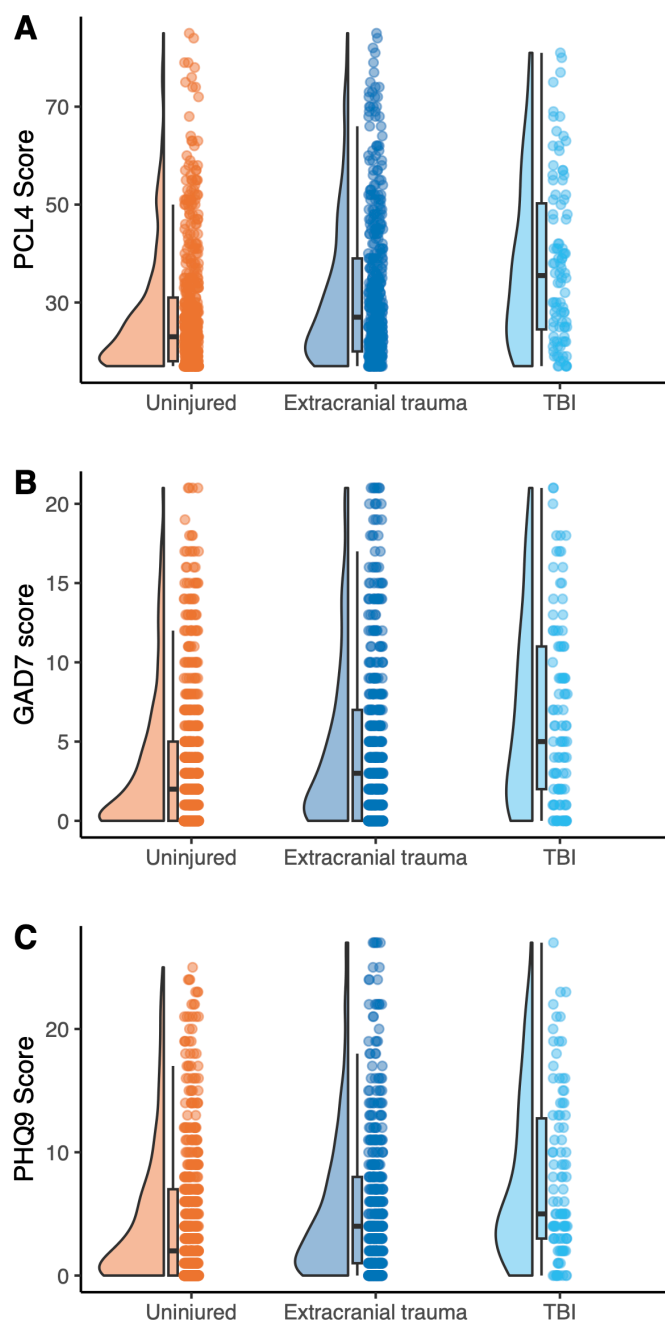 A
PCL4 Score
70
50
30
Uninjured Extracranial trauma TBI
B
GAD7 score
20
15
10
5
0
Uninjured Extracranial trauma TBI
C
PHQ9 Score
20
10
0
Uninjured Extracranial trauma TBI